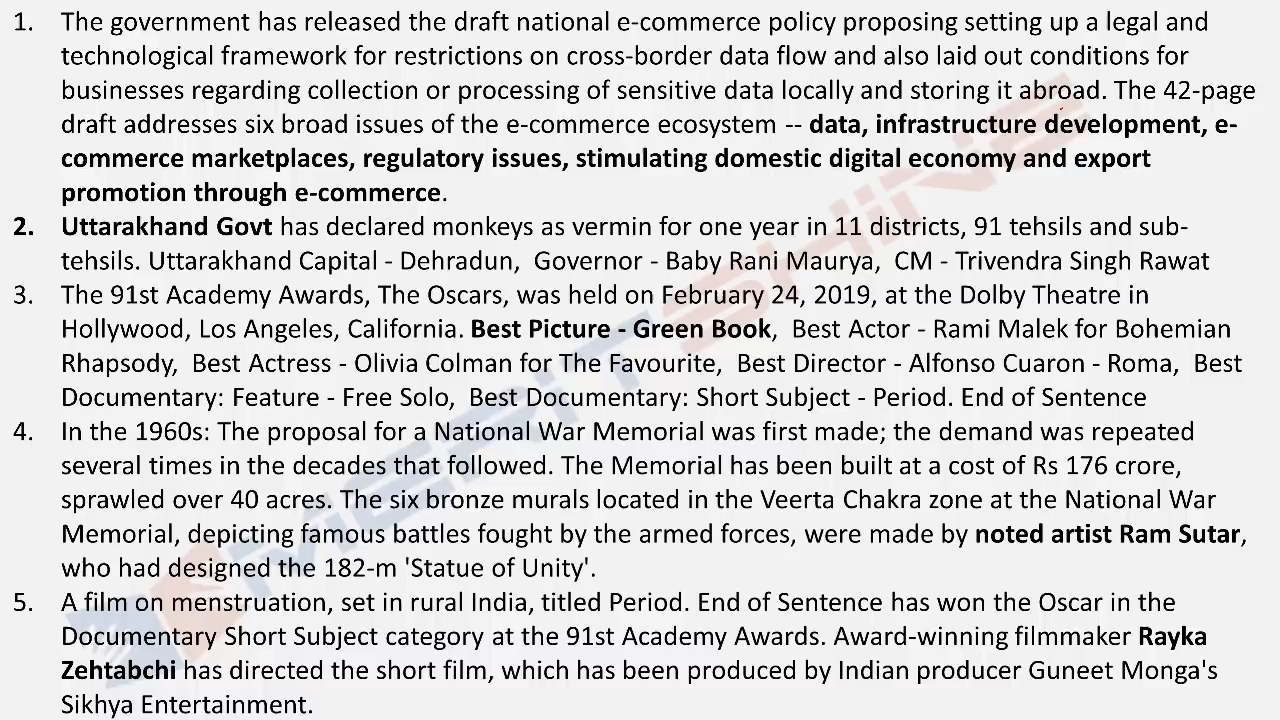 1. The government has released the draft national e-commerce policy proposing setting up a legal and
technological framework for restrictions on cross-border data flow and also laid out conditions for
businesses regarding collection or processing of sensitive data locally and storing it abroad. The 42-page
draft addresses six broad issues of the e-commerce ecosystem -- data, infrastructure development, e-
commerce marketplaces, regulatory issues, stimulating domestic digital economy and export
promotion through e-commerce.
2. Uttarakhand Govt has declared monkeys as vermin for one year in 11 districts, 91 tehsils and sub-
tehsils. Uttarakhand Capital - Dehradun, Governor - Baby Rani Maurya, CM - Trivendra Singh Rawat
3. The 91st Academy Awards, The Oscars, was held on February 24, 2019, at the Dolby Theatre in
Hollywood, Los Angeles, California. Best Picture - Green Book, Best Actor - Rami Malek for Bohemian
Rhapsody, Best Actress - Olivia Colman for The Favourite, Best Director - Alfonso Cuaron - Roma, Best
Documentary: Feature - Free Solo, Best Documentary: Short Subject - Period. End of Sentence
4. In the 1960s: The proposal for a National War Memorial was first made; the demand was repeated
several times in the decades that followed. The Memorial has been built at a cost of Rs 176 crore,
sprawled over 40 acres. The six bronze murals located in the Veerta Chakra zone at the National War
Memorial, depicting famous battles fought by the armed forces, were made by noted artist Ram Sutar,
who had designed the 182-m 'Statue of Unity'.
5. A film on menstruation, set in rural India, titled Period. End of Sentence has won the Oscar in the
Documentary Short Subject category at the 91st Academy Awards. Award-winning filmmaker Rayka
Zehtabchi has directed the short film, which has been produced by Indian producer Guneet Monga's
Sikhya Entertainment.
MERITSHINE